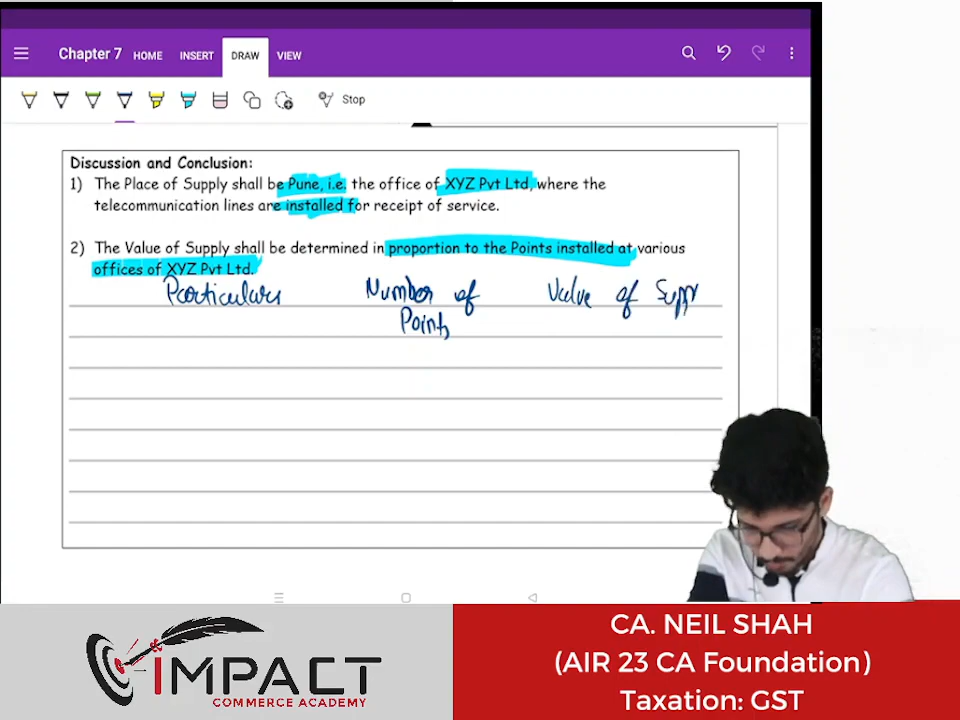 Chapter 7 HOME INSERT DRAW VIEW
Stop
Discussion and Conclusion:
1) The Place of Supply shall be Pune, i.e. the office of XYZ Pvt Ltd, where the
telecommunication lines are installed for receipt of service.
2) The Value of Supply shall be determined in proportion to the Points installed at various
offices of XYZ Pvt Ltd.
Particulars Number of Value of Supp
Points
IMPACT
COMMERCE ACADEMY
CA. NEIL SHAH
(AIR 23 CA Foundation)
Taxation: GST